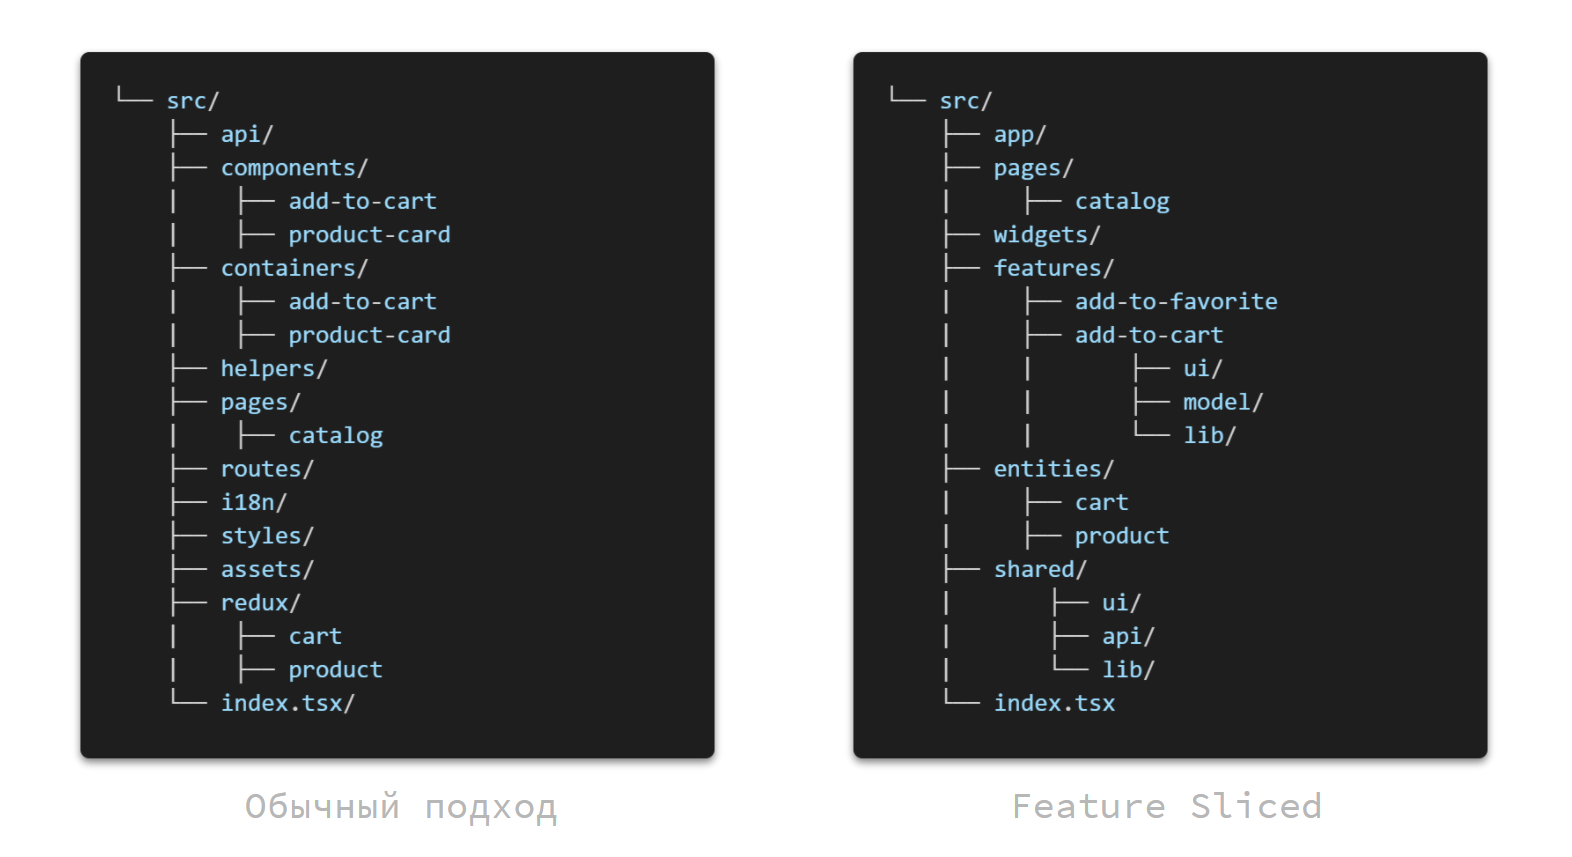 └── src/
├── api/
├── components/
│ ├── add-to-cart
│ ├── product-card
├── containers/
│ ├── add-to-cart
│ ├── product-card
├── helpers/
├── pages/
│ ├── catalog
├── routes/
├── i18n/
├── styles/
├── assets/
├── redux/
│ ├── cart
│ ├── product
└── index.tsx/
Обычный подход
└── src/
├── app/
├── pages/
│ ├── catalog
├── widgets/
├── features/
│ ├── add-to-favorite
│ ├── add-to-cart
│ │ ├── ui/
│ │ ├── model/
│ │ └── lib/
├── entities/
│ ├── cart
│ ├── product
├── shared/
│ ├── ui/
│ ├── api/
│ └── lib/
└── index.tsx
Feature Sliced